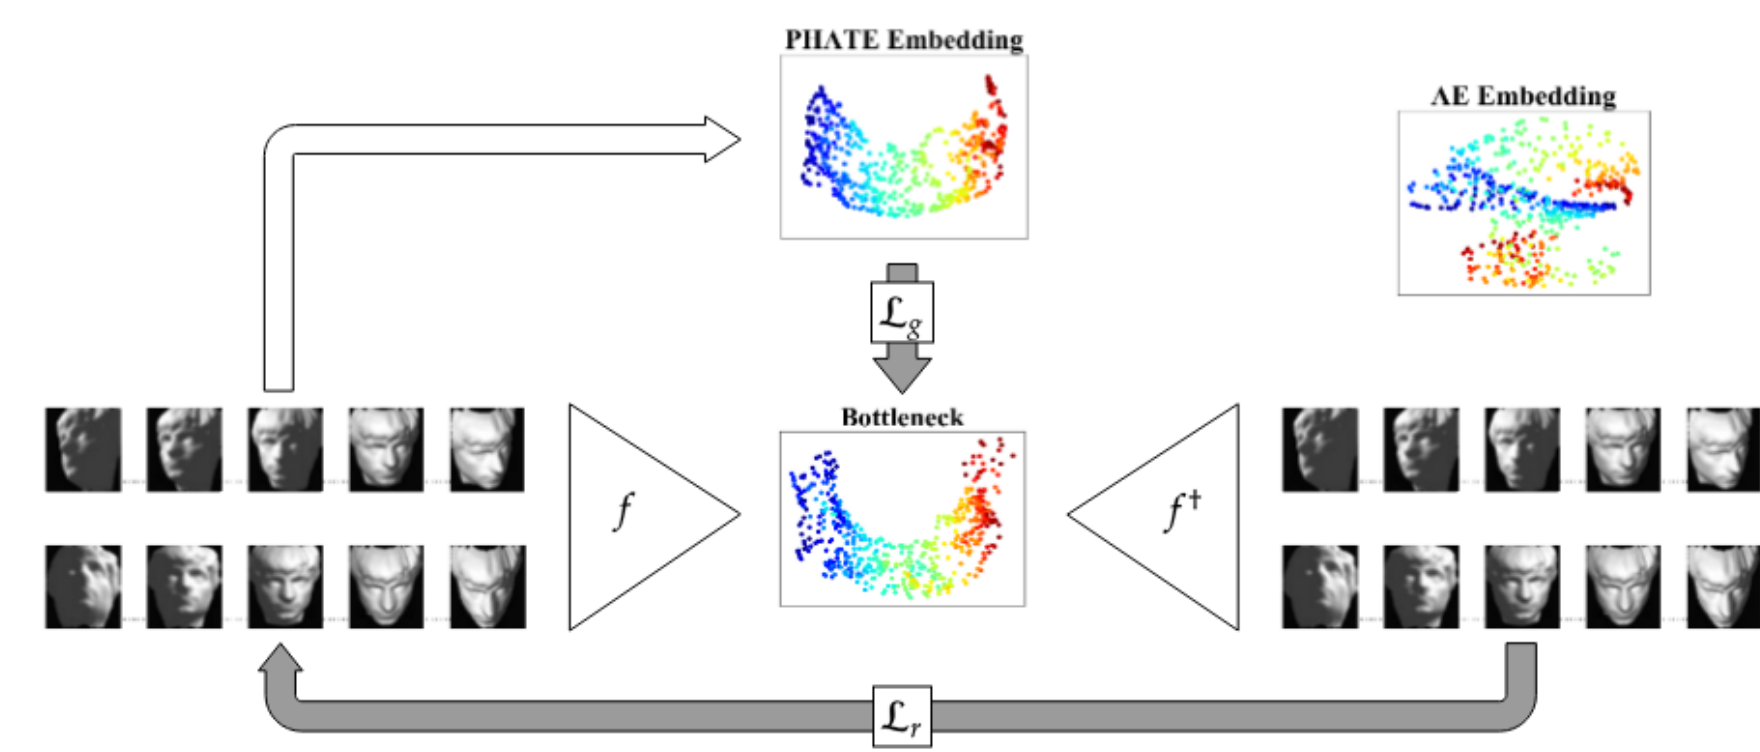 PHATE Embedding
AE Embedding
ℒg
Bottleneck
f
f†
ℒr